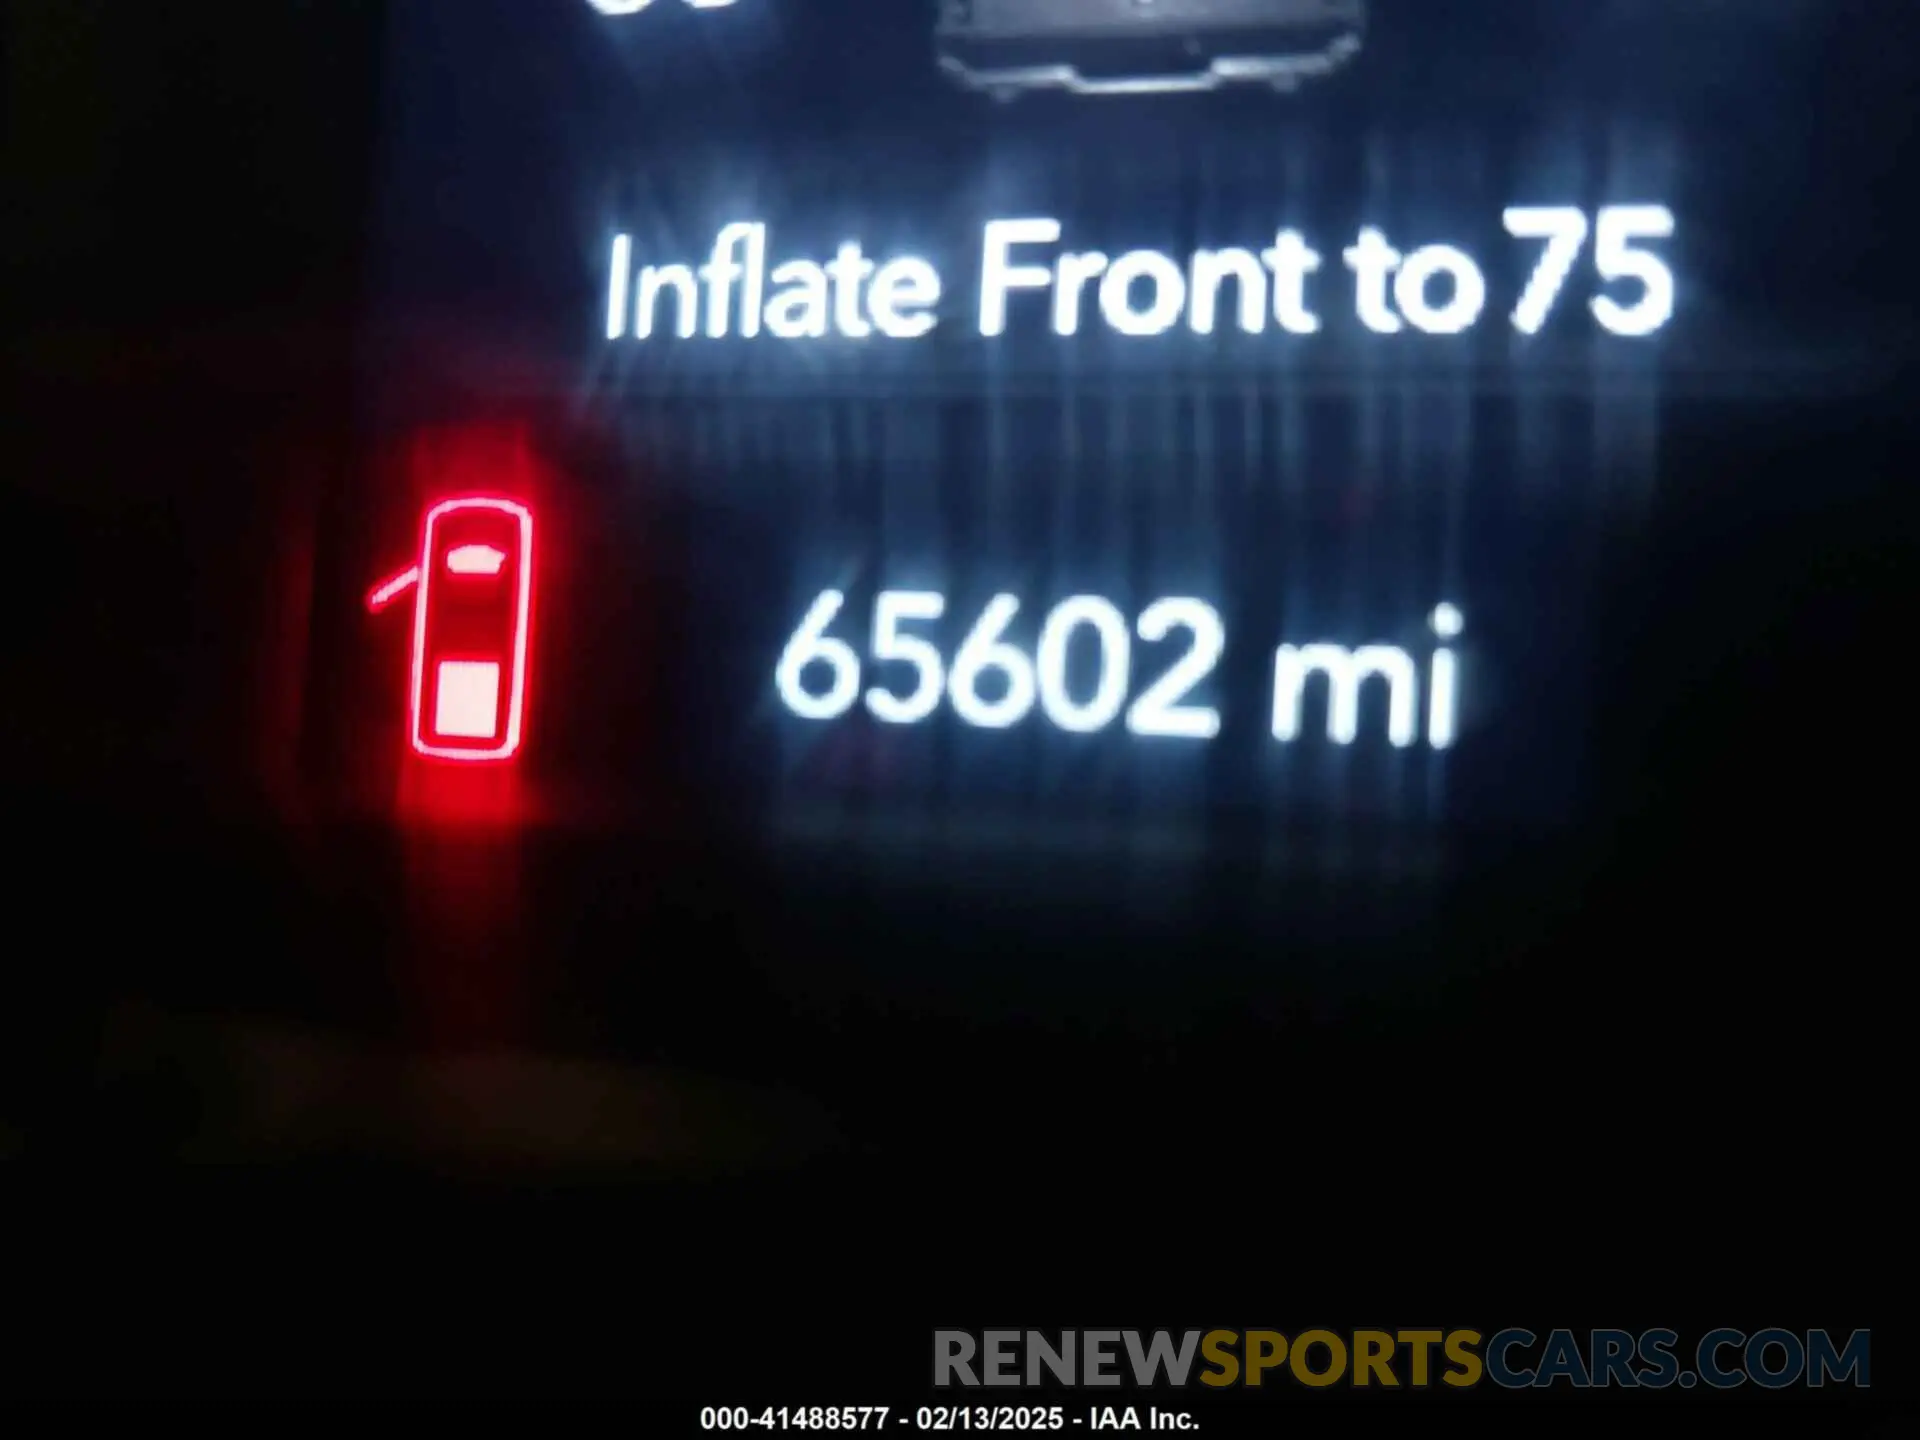 Inflate Front to 75
65602 mi
RENEWSPORTSCARS.COM
000-41488577 - 02/13/2025 - IAA Inc.